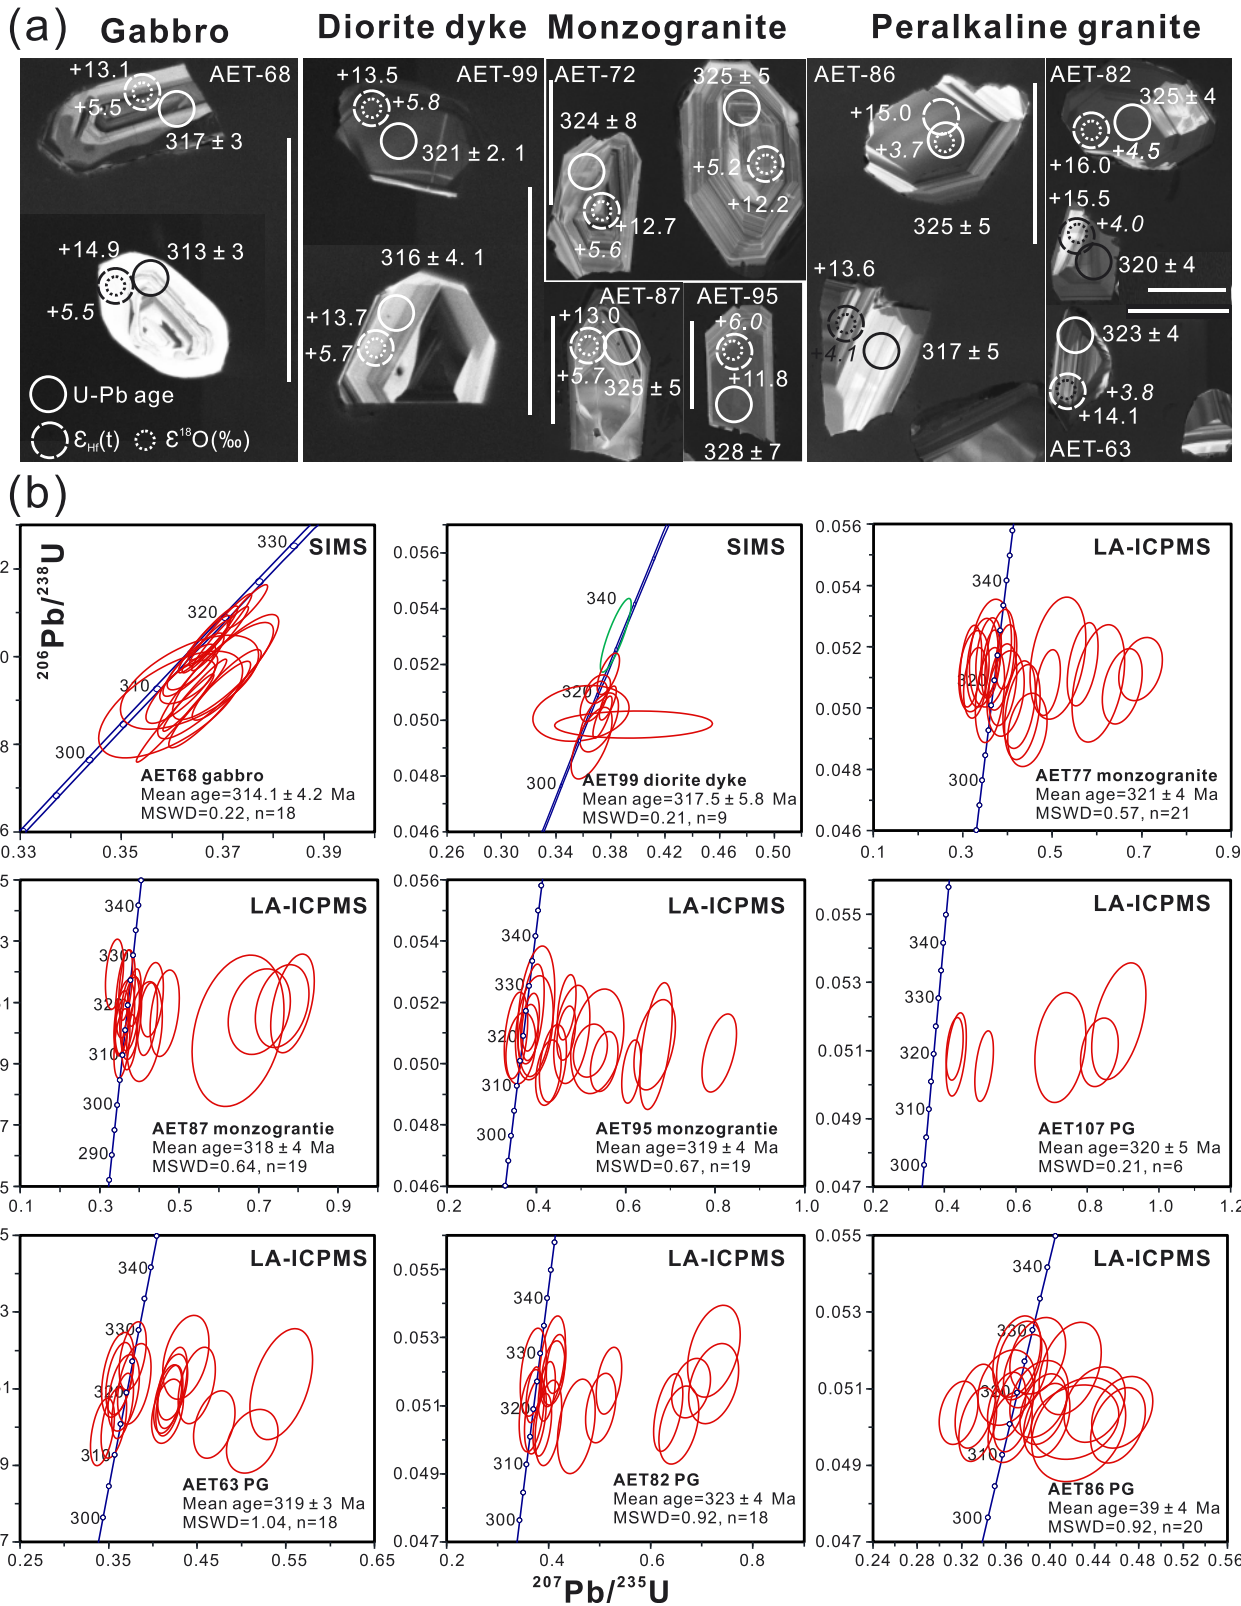 (a) Gabbro Diorite dyke Monzogranite Peralkaline granite
AET-68
+13.1
+5.5
317 ± 3
+14.9
313 ± 3
+5.5
U-Pb age
ƐHf(t) Ɛ18O(‰)
AET-99
+13.5
+5.8
321 ± 2. 1
316 ± 4. 1
+13.7
+5.7
AET-72
325 ± 5
324 ± 8
+5.2
+12.2
+12.7
+5.6
AET-87
+13.0
+5.7
325 ± 5
AET-95
+6.0
+11.8
328 ± 7
AET-86
+15.0
+3.7
325 ± 5
+13.6
+4.1
317 ± 5
AET-82
325 ± 4
+4.5
+16.0
+15.5
+4.0
320 ± 4
323 ± 4
+3.8
+14.1
AET-63
(b)
206Pb/238U
SIMS
330
320
310
300
2
0
8
6
AET68 gabbro
Mean age=314.1 ± 4.2 Ma
MSWD=0.22, n=18
0.33 0.35 0.37 0.39
SIMS
0.056
0.054
0.052
0.050
0.048
0.046
340
320
300
AET99 diorite dyke
Mean age=317.5 ± 5.8 Ma
MSWD=0.21, n=9
0.26 0.30 0.34 0.38 0.42 0.46 0.50
LA-ICPMS
0.056
0.054
0.052
0.050
0.048
0.046
340
320
300
AET77 monzogranite
Mean age=321 ± 4 Ma
MSWD=0.57, n=21
0.1 0.3 0.5 0.7 0.9
LA-ICPMS
5
3
1
9
7
5
340
330
320
310
300
290
AET87 monzograntie
Mean age=318 ± 4 Ma
MSWD=0.64, n=19
0.1 0.3 0.5 0.7 0.9
LA-ICPMS
0.056
0.054
0.052
0.050
0.048
0.046
340
330
320
310
300
AET95 monzograntie
Mean age=319 ± 4 Ma
MSWD=0.67, n=19
0.2 0.4 0.6 0.8 1.0
LA-ICPMS
0.055
0.053
0.051
0.049
0.047
340
330
320
310
300
AET107 PG
Mean age=320 ± 5 Ma
MSWD=0.21, n=6
0.2 0.4 0.6 0.8 1.0 1.2
LA-ICPMS
5
3
1
9
7
340
330
320
310
300
AET63 PG
Mean age=319 ± 3 Ma
MSWD=1.04, n=18
0.25 0.35 0.45 0.55 0.65
LA-ICPMS
0.055
0.053
0.051
0.049
0.047
340
330
320
310
300
AET82 PG
Mean age=323 ± 4 Ma
MSWD=0.92, n=18
0.2 0.4 0.6 0.8
LA-ICPMS
0.055
0.053
0.051
0.049
0.047
340
330
320
310
300
AET86 PG
Mean age=39 ± 4 Ma
MSWD=0.92, n=20
0.24 0.28 0.32 0.36 0.40 0.44 0.48 0.52 0.56
207Pb/235U